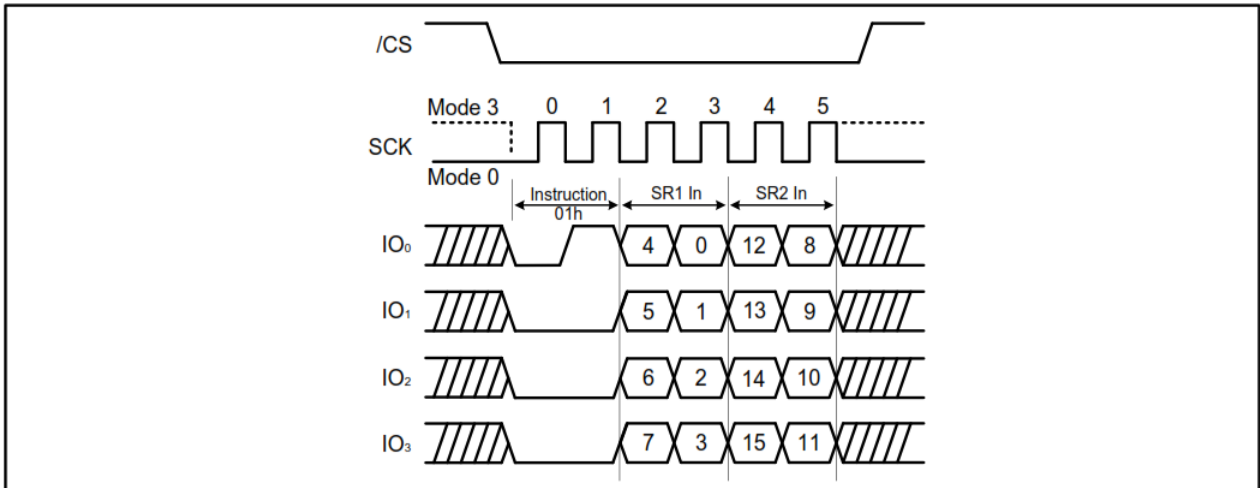 /CS
Mode 3 0 1 2 3 4 5
SCK
Mode 0
Instruction SR1 In SR2 In
01h
IO₀ 4 0 12 8
IO₁ 5 1 13 9
IO₂ 6 2 14 10
IO₃ 7 3 15 11